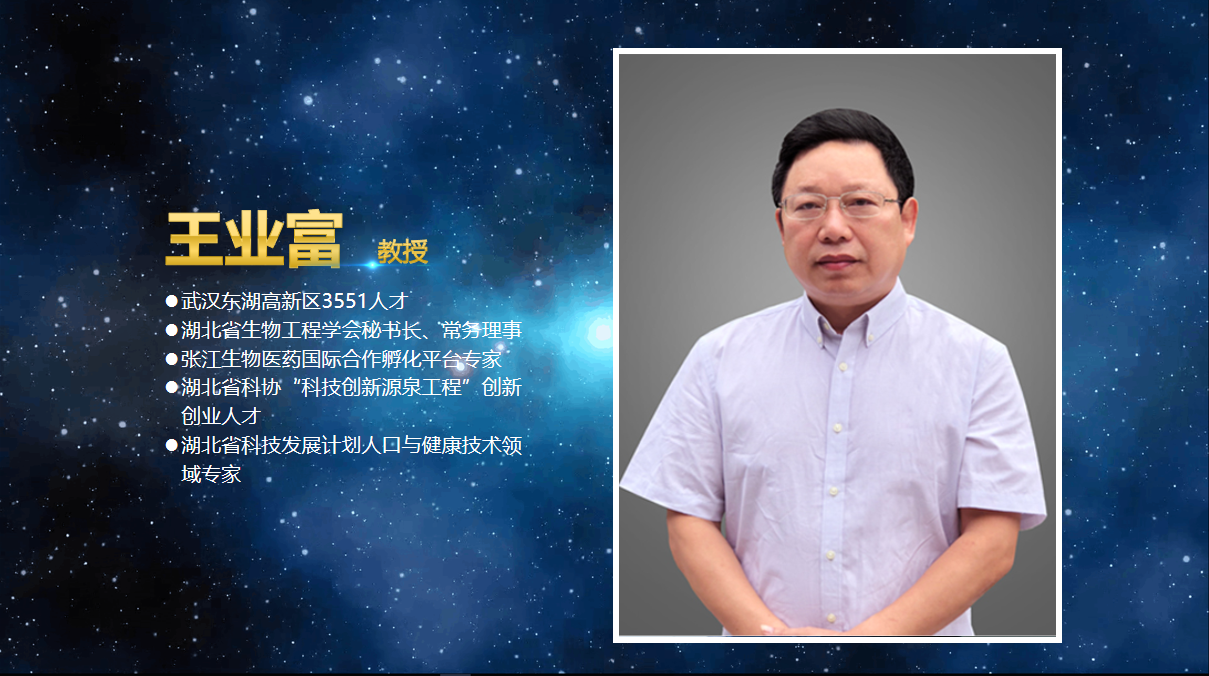 王业富 教授
●武汉东湖高新区3551人才
●湖北省生物工程学会秘书长、常务理事
●张江生物医药国际合作孵化平台专家
●湖北省科协“科技创新源泉工程”创新
创业人才
●湖北省科技发展计划人口与健康技术领
域专家